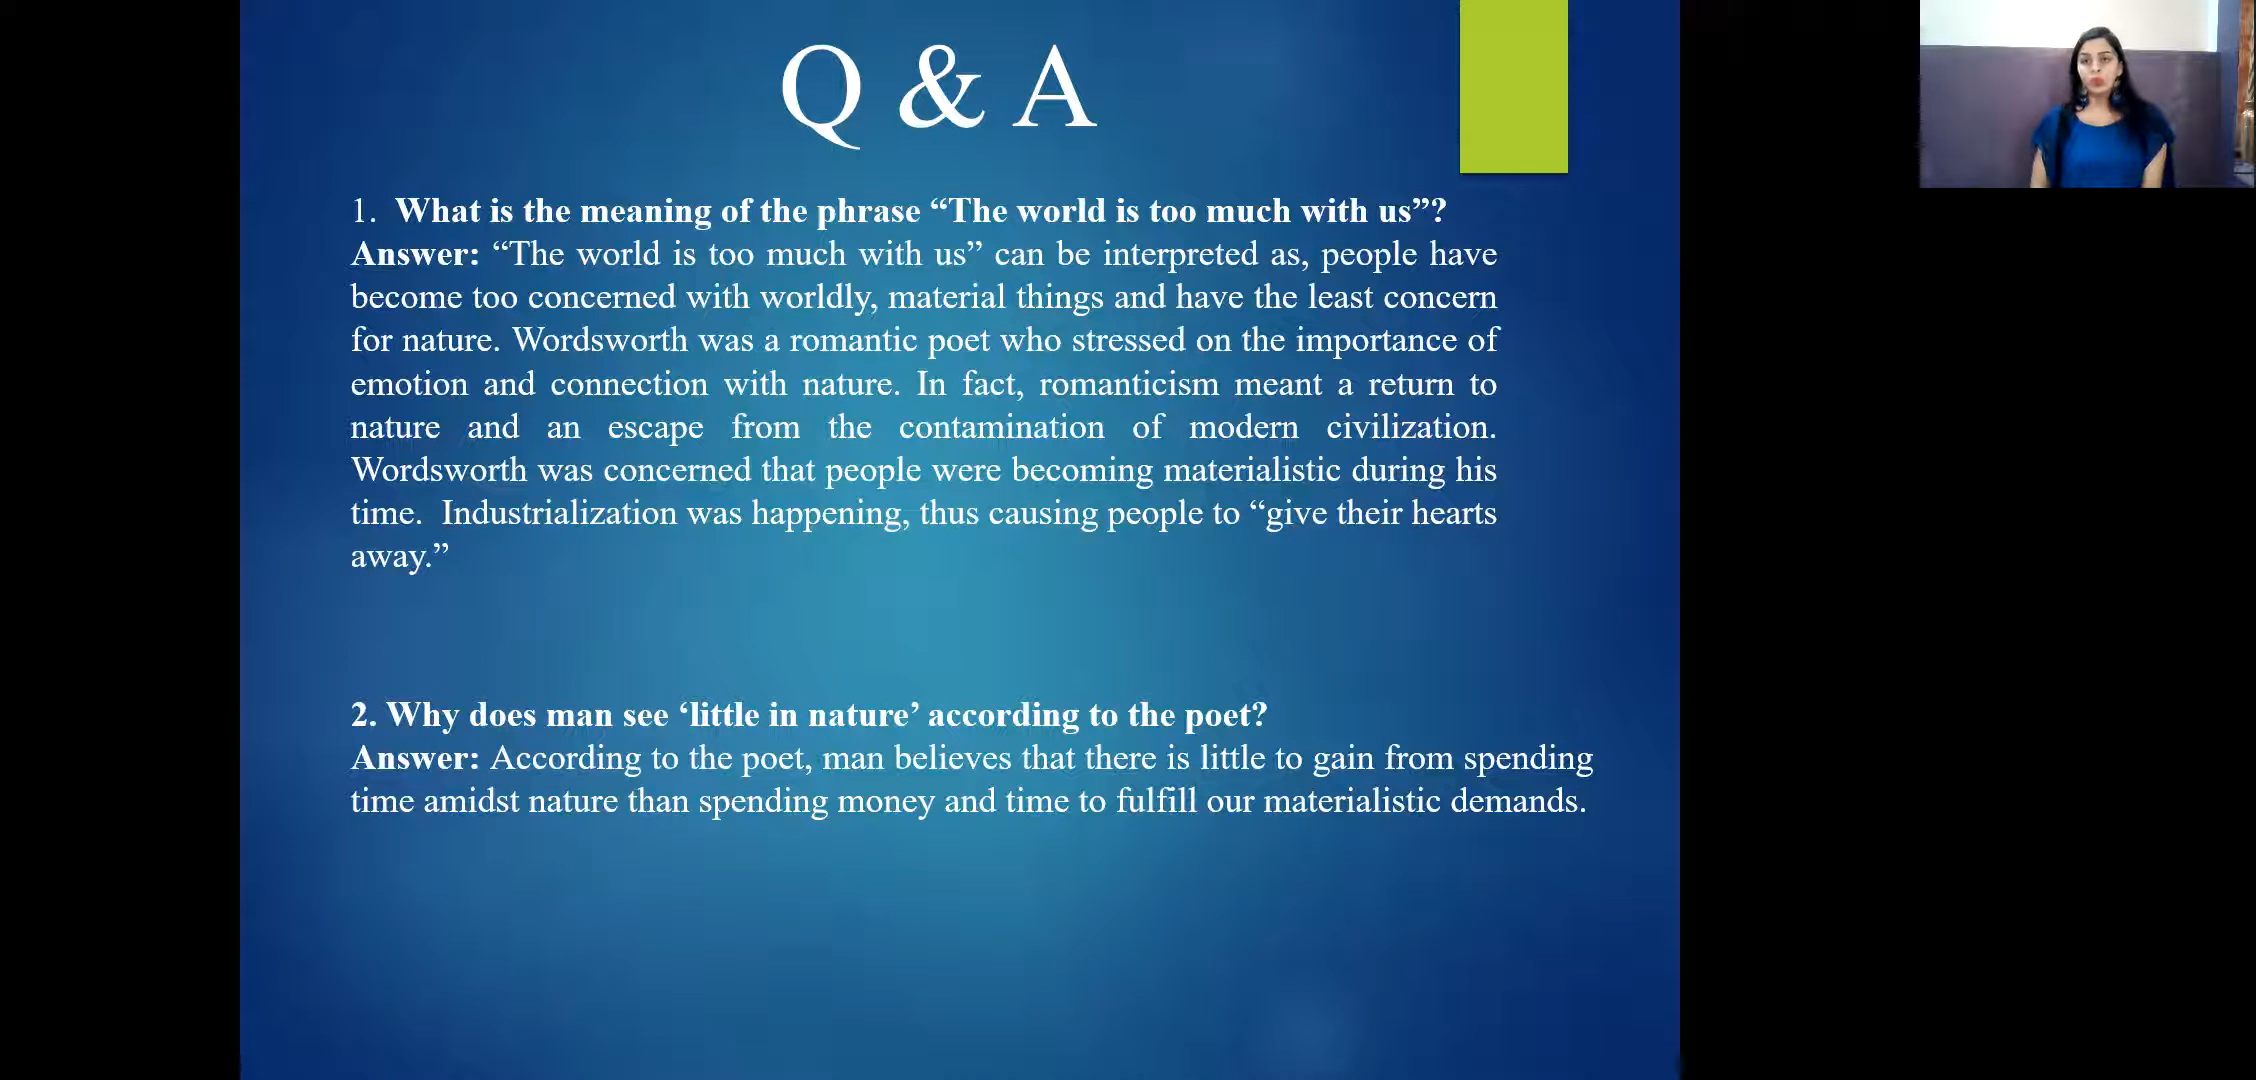 Q & A
1. What is the meaning of the phrase “The world is too much with us”?
Answer: “The world is too much with us” can be interpreted as, people have
become too concerned with worldly, material things and have the least concern
for nature. Wordsworth was a romantic poet who stressed on the importance of
emotion and connection with nature. In fact, romanticism meant a return to
nature and an escape from the contamination of modern civilization.
Wordsworth was concerned that people were becoming materialistic during his
time. Industrialization was happening, thus causing people to “give their hearts
away.”
2. Why does man see ‘little in nature’ according to the poet?
Answer: According to the poet, man believes that there is little to gain from spending
time amidst nature than spending money and time to fulfill our materialistic demands.